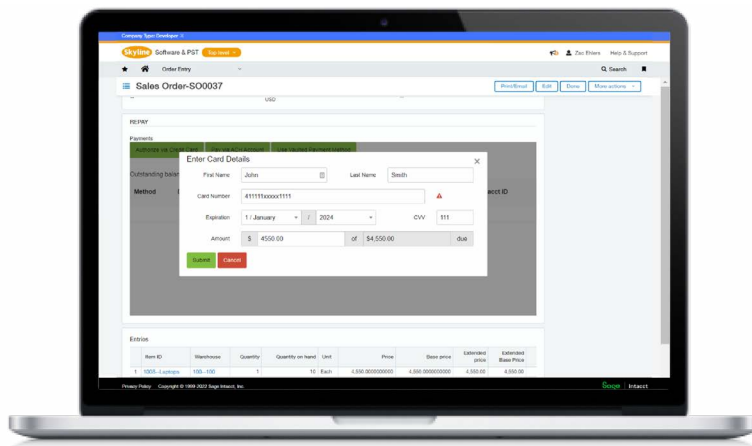 Company Type: Developer
Skyline Software & PST Top level
Zac Ehlers Help & Support
Order Entry
Search
Sales Order-SO0037
Print/Email Edit Done More actions
USD
REPAY
Payments
Authorize via Credit Card Pay via ACH Account Use Vaulted Payment Method
Outstanding balan
Method
acct ID
Enter Card Details
First Name John Last Name Smith
Card Number 411111xxxxx1111
Expiration 1 / January / 2024 CVV 111
Amount $ 4550.00 of $4,550.00 due
Submit Cancel
Entries
Item ID Warehouse Quantity Quantity on hand Unit Price Base price Extended price Extended Base Price
1 1005--Laptops 100--100 1 10 Each 4,550.0000000000 4,550.0000000000 4,550.00 4,550.00
Privacy Policy Copyright © 1999-2022 Sage Intacct, Inc.
Sage Intacct